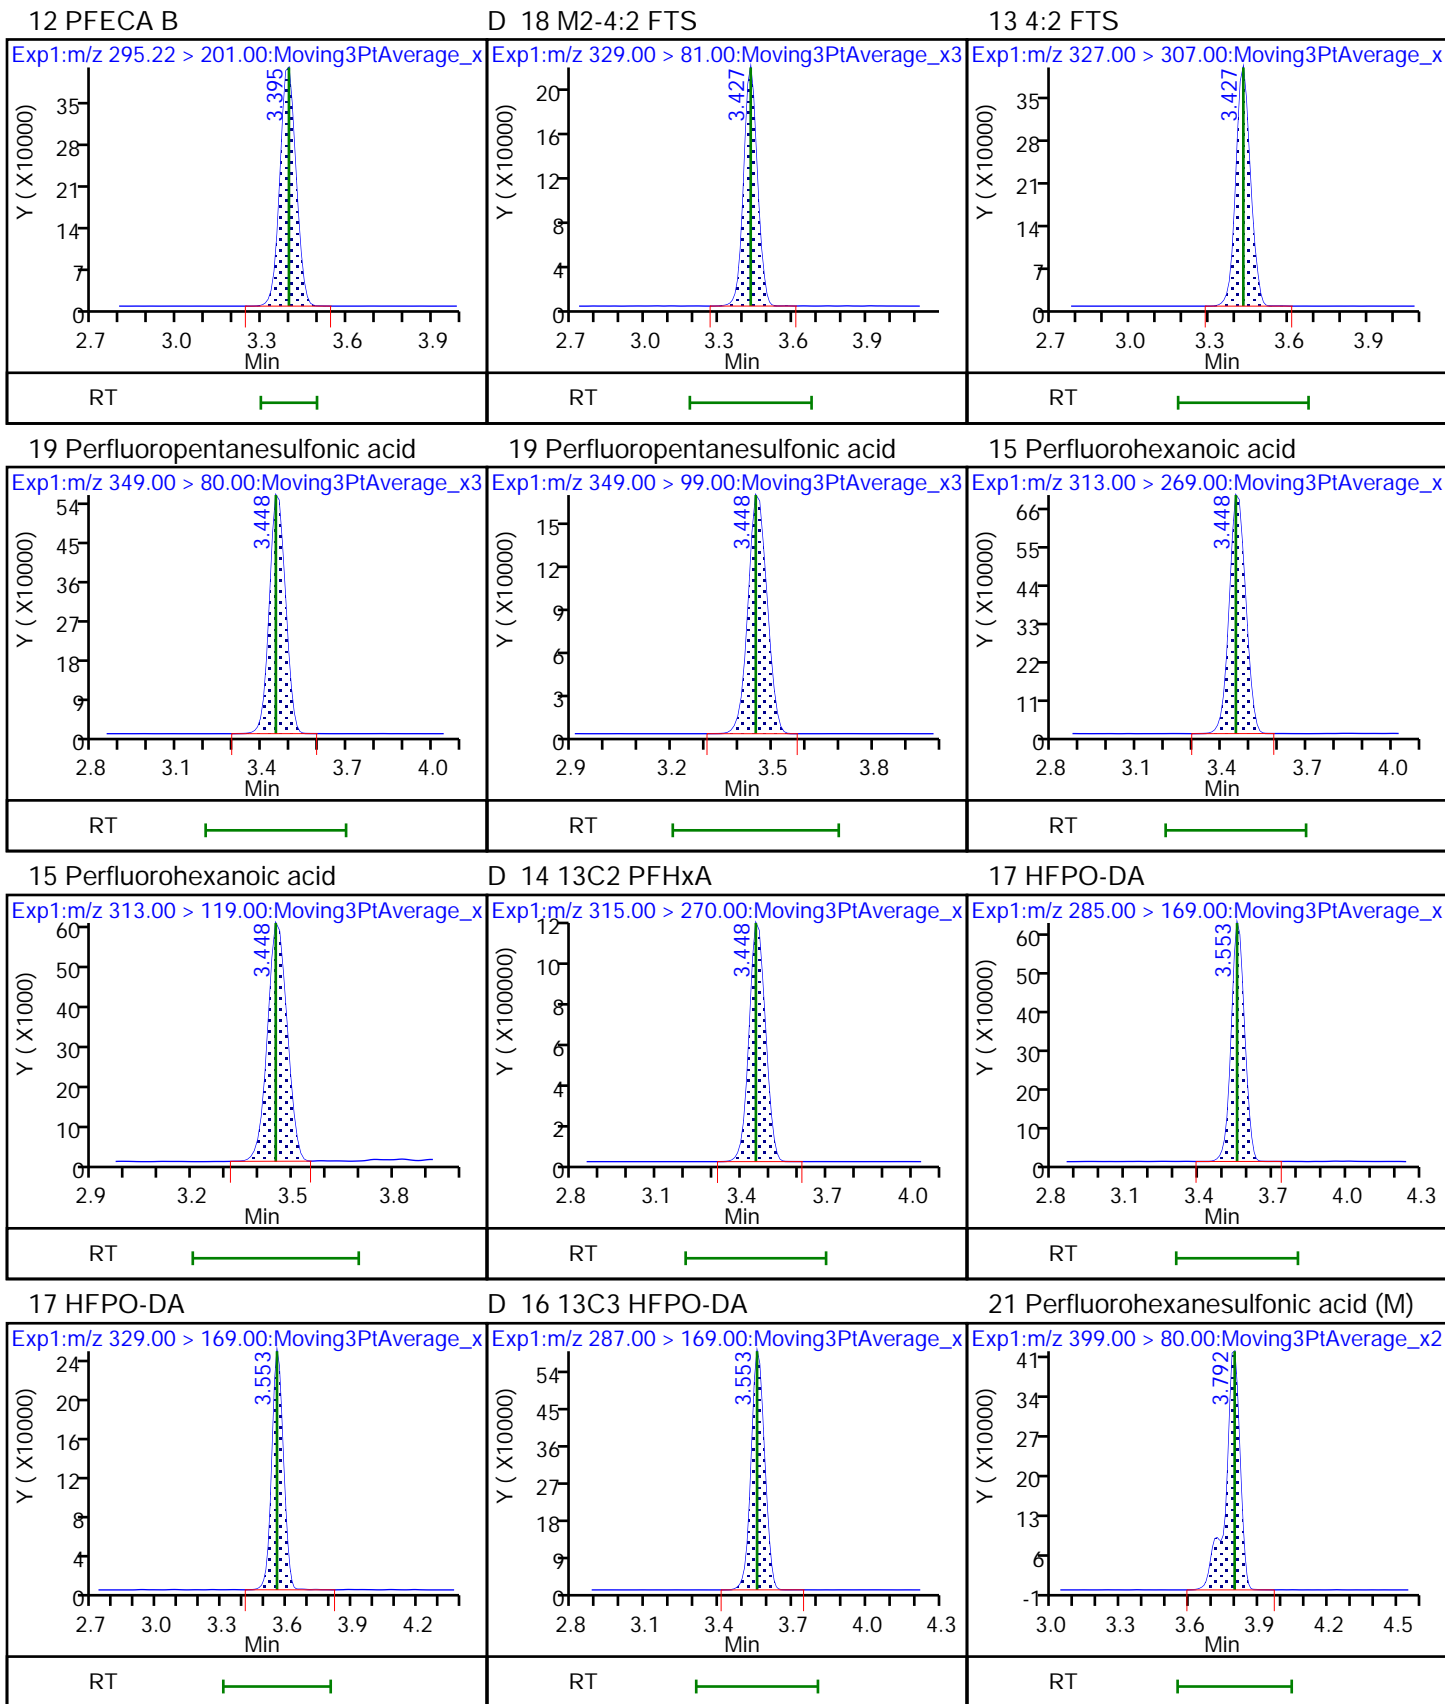 12 PFECA B
Exp1:m/z 295.22 > 201.00:Moving3PtAverage_x
3.395
Y ( X10000)
35
28
21
14
7
0
2.7 3.0 3.3 3.6 3.9
Min
RT
D 18 M2-4:2 FTS
Exp1:m/z 329.00 > 81.00:Moving3PtAverage_x3
3.427
Y ( X10000)
20
16
12
8
4
0
2.7 3.0 3.3 3.6 3.9
Min
RT
13 4:2 FTS
Exp1:m/z 327.00 > 307.00:Moving3PtAverage_x
3.427
Y ( X10000)
35
28
21
14
7
0
2.7 3.0 3.3 3.6 3.9
Min
RT
19 Perfluoropentanesulfonic acid
Exp1:m/z 349.00 > 80.00:Moving3PtAverage_x3
3.448
Y ( X10000)
54
45
36
27
18
9
0
2.8 3.1 3.4 3.7 4.0
Min
RT
19 Perfluoropentanesulfonic acid
Exp1:m/z 349.00 > 99.00:Moving3PtAverage_x3
3.448
Y ( X10000)
15
12
9
6
3
0
2.9 3.2 3.5 3.8
Min
RT
15 Perfluorohexanoic acid
Exp1:m/z 313.00 > 269.00:Moving3PtAverage_x
3.448
Y ( X10000)
66
55
44
33
22
11
0
2.8 3.1 3.4 3.7 4.0
Min
RT
15 Perfluorohexanoic acid
Exp1:m/z 313.00 > 119.00:Moving3PtAverage_x
3.448
Y ( X1000)
60
50
40
30
20
10
0
2.9 3.2 3.5 3.8
Min
RT
D 14 13C2 PFHxA
Exp1:m/z 315.00 > 270.00:Moving3PtAverage_x
3.448
Y ( X100000)
12
10
8
6
4
2
0
2.8 3.1 3.4 3.7 4.0
Min
RT
17 HFPO-DA
Exp1:m/z 285.00 > 169.00:Moving3PtAverage_x
3.553
Y ( X10000)
60
50
40
30
20
10
0
2.8 3.1 3.4 3.7 4.0 4.3
Min
RT
17 HFPO-DA
Exp1:m/z 329.00 > 169.00:Moving3PtAverage_x
3.553
Y ( X10000)
24
20
16
12
8
4
0
2.7 3.0 3.3 3.6 3.9 4.2
Min
RT
D 16 13C3 HFPO-DA
Exp1:m/z 287.00 > 169.00:Moving3PtAverage_x
3.553
Y ( X10000)
54
45
36
27
18
9
0
2.8 3.1 3.4 3.7 4.0 4.3
Min
RT
21 Perfluorohexanesulfonic acid (M)
Exp1:m/z 399.00 > 80.00:Moving3PtAverage_x2
3.792
Y ( X10000)
41
34
27
20
13
6
-1
3.0 3.3 3.6 3.9 4.2 4.5
Min
RT